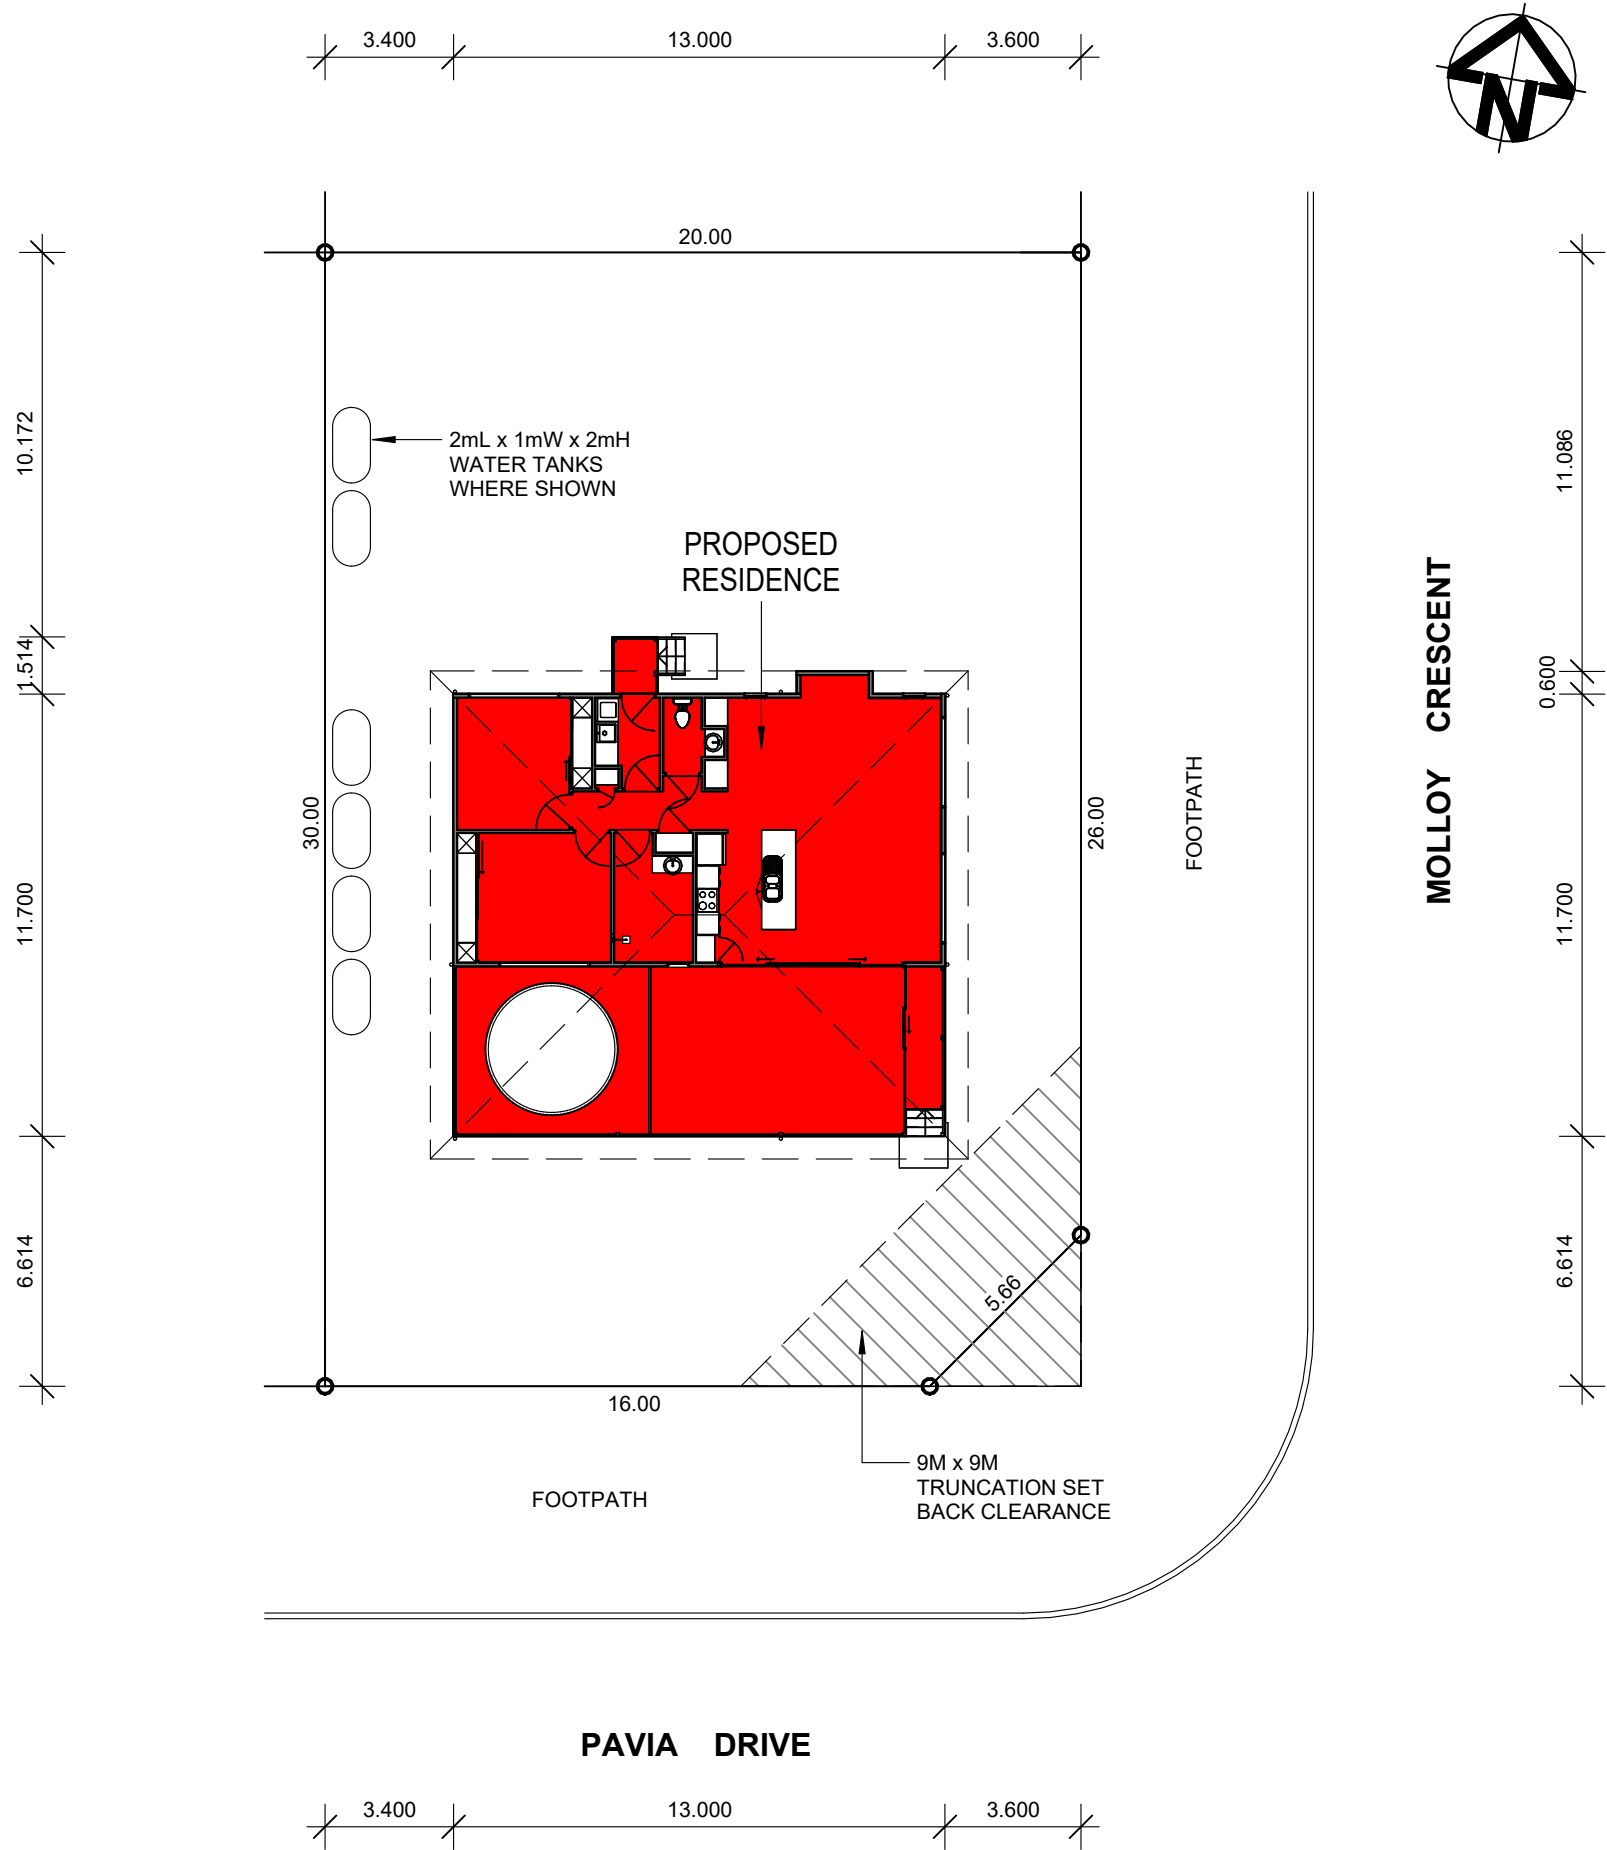 3.400
13.000
3.600
N
20.00
10.172
2mL x 1mW x 2mH
WATER TANKS
WHERE SHOWN
11.086
PROPOSED
RESIDENCE
MOLLOY CRESCENT
1.514
0.600
30.00
26.00
FOOTPATH
11.700
11.700
6.614
5.66
6.614
16.00
9M x 9M
TRUNCATION SET
BACK CLEARANCE
FOOTPATH
PAVIA DRIVE
3.400
13.000
3.600